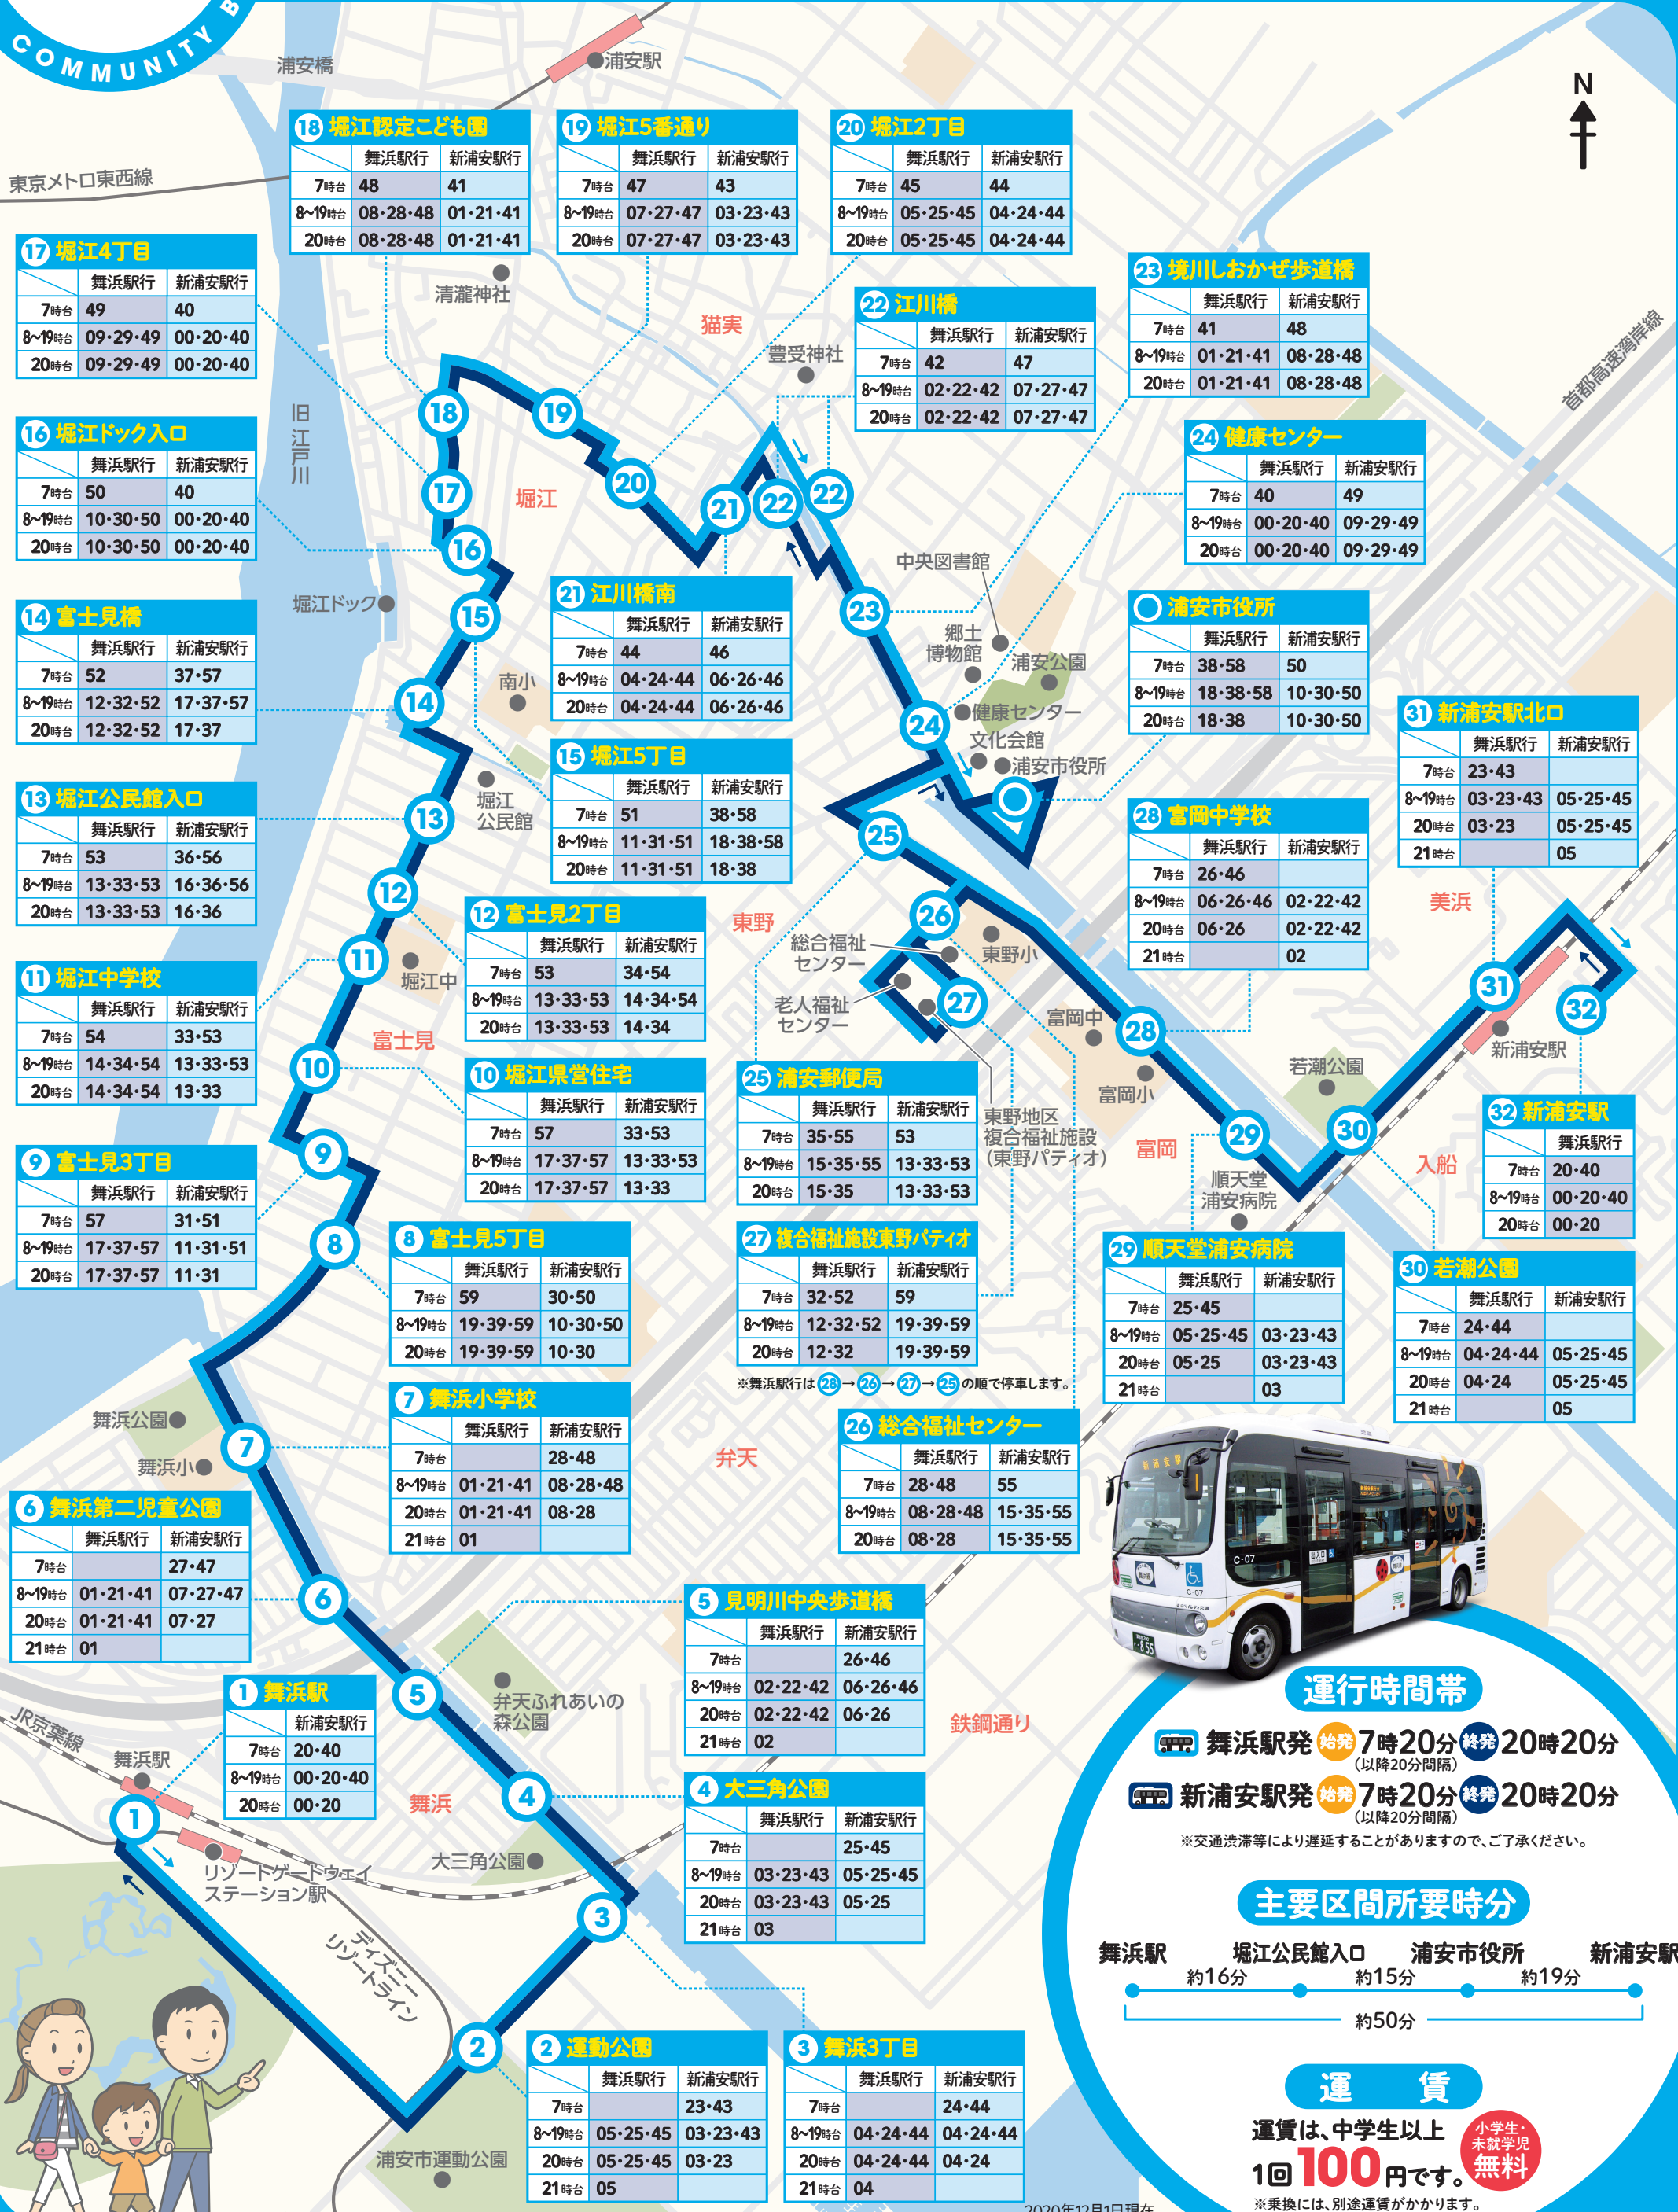 COMMUNITY B
浦安橋
浦安駅
N
東京メトロ東西線
18 堀江認定こども園
舞浜駅行 新浦安駅行
7時台 48 41
8~19時台 08・28・48 01・21・41
20時台 08・28・48 01・21・41
19 堀江5番通り
舞浜駅行 新浦安駅行
7時台 47 43
8~19時台 07・27・47 03・23・43
20時台 07・27・47 03・23・43
20 堀江2丁目
舞浜駅行 新浦安駅行
7時台 45 44
8~19時台 05・25・45 04・24・44
20時台 05・25・45 04・24・44
17 堀江4丁目
舞浜駅行 新浦安駅行
7時台 49 40
8~19時台 09・29・49 00・20・40
20時台 09・29・49 00・20・40
清瀧神社
猫実
豊受神社
22 江川橋
舞浜駅行 新浦安駅行
7時台 42 47
8~19時台 02・22・42 07・27・47
20時台 02・22・42 07・27・47
23 境川しおかぜ歩道橋
舞浜駅行 新浦安駅行
7時台 41 48
8~19時台 01・21・41 08・28・48
20時台 01・21・41 08・28・48
首都高速湾岸線
16 堀江ドック入口
舞浜駅行 新浦安駅行
7時台 50 40
8~19時台 10・30・50 00・20・40
20時台 10・30・50 00・20・40
旧江戸川
18
19
17
20
21
22
22
堀江
16
24 健康センター
舞浜駅行 新浦安駅行
7時台 40 49
8~19時台 00・20・40 09・29・49
20時台 00・20・40 09・29・49
中央図書館
堀江ドック
15
23
郷土
博物館
浦安公園
14 富士見橋
舞浜駅行 新浦安駅行
7時台 52 37・57
8~19時台 12・32・52 17・37・57
20時台 12・32・52 17・37
21 江川橋南
舞浜駅行 新浦安駅行
7時台 44 46
8~19時台 04・24・44 06・26・46
20時台 04・24・44 06・26・46
浦安市役所
舞浜駅行 新浦安駅行
7時台 38・58 50
8~19時台 18・38・58 10・30・50
20時台 18・38 10・30・50
南小
14
24
健康センター
文化会館
浦安市役所
31 新浦安駅北口
舞浜駅行 新浦安駅行
7時台 23・43
8~19時台 03・23・43 05・25・45
20時台 03・23 05・25・45
21時台 05
15 堀江5丁目
舞浜駅行 新浦安駅行
7時台 51 38・58
8~19時台 11・31・51 18・38・58
20時台 11・31・51 18・38
13 堀江公民館入口
舞浜駅行 新浦安駅行
7時台 53 36・56
8~19時台 13・33・53 16・36・56
20時台 13・33・53 16・36
堀江
公民館
13
25
28 富岡中学校
舞浜駅行 新浦安駅行
7時台 26・46
8~19時台 06・26・46 02・22・42
20時台 06・26 02・22・42
21時台 02
美浜
12
12 富士見2丁目
舞浜駅行 新浦安駅行
7時台 53 34・54
8~19時台 13・33・53 14・34・54
20時台 13・33・53 14・34
東野
26
総合福祉
センター
東野小
老人福祉
センター
27
11
堀江中
富士見
11 堀江中学校
舞浜駅行 新浦安駅行
7時台 54 33・53
8~19時台 14・34・54 13・33・53
20時台 14・34・54 13・33
31
32
新浦安駅
富岡中
28
富岡小
若潮公園
10
10 堀江県営住宅
舞浜駅行 新浦安駅行
7時台 57 33・53
8~19時台 17・37・57 13・33・53
20時台 17・37・57 13・33
25 浦安郵便局
舞浜駅行 新浦安駅行
7時台 35・55 53
8~19時台 15・35・55 13・33・53
20時台 15・35 13・33・53
東野地区
複合福祉施設
(東野パティオ)
富岡
29
30
入船
順天堂
浦安病院
32 新浦安駅
舞浜駅行
7時台 20・40
8~19時台 00・20・40
20時台 00・20
9 富士見3丁目
舞浜駅行 新浦安駅行
7時台 57 31・51
8~19時台 17・37・57 11・31・51
20時台 17・37・57 11・31
9
8
8 富士見5丁目
舞浜駅行 新浦安駅行
7時台 59 30・50
8~19時台 19・39・59 10・30・50
20時台 19・39・59 10・30
27 複合福祉施設東野パティオ
舞浜駅行 新浦安駅行
7時台 32・52 59
8~19時台 12・32・52 19・39・59
20時台 12・32 19・39・59
※舞浜駅行は28→26→27→25の順で停車します。
29 順天堂浦安病院
舞浜駅行 新浦安駅行
7時台 25・45
8~19時台 05・25・45 03・23・43
20時台 05・25 03・23・43
21時台 03
30 若潮公園
舞浜駅行 新浦安駅行
7時台 24・44
8~19時台 04・24・44 05・25・45
20時台 04・24 05・25・45
21時台 05
舞浜公園
7
舞浜小
7 舞浜小学校
舞浜駅行 新浦安駅行
7時台 28・48
8~19時台 01・21・41 08・28・48
20時台 01・21・41 08・28
21時台 01
弁天
26 総合福祉センター
舞浜駅行 新浦安駅行
7時台 28・48 55
8~19時台 08・28・48 15・35・55
20時台 08・28 15・35・55
6 舞浜第二児童公園
舞浜駅行 新浦安駅行
7時台 27・47
8~19時台 01・21・41 07・27・47
20時台 01・21・41 07・27
21時台 01
6
新浦安駅
C-07
出入口
C-07
・855
5
弁天ふれあいの
森公園
5 見明川中央歩道橋
舞浜駅行 新浦安駅行
7時台 26・46
8~19時台 02・22・42 06・26・46
20時台 02・22・42 06・26
21時台 02
鉄鋼通り
JR京葉線
舞浜駅
1 舞浜駅
新浦安駅行
7時台 20・40
8~19時台 00・20・40
20時台 00・20
1
舞浜
4
4 大三角公園
舞浜駅行 新浦安駅行
7時台 25・45
8~19時台 03・23・43 05・25・45
20時台 03・23・43 05・25
21時台 03
リゾートゲートウェイ
ステーション駅
大三角公園
3
ディズニー
リゾートライン
2
浦安市運動公園
2 運動公園
舞浜駅行 新浦安駅行
7時台 23・43
8~19時台 05・25・45 03・23・43
20時台 05・25・45 03・23
21時台 05
3 舞浜3丁目
舞浜駅行 新浦安駅行
7時台 24・44
8~19時台 04・24・44 04・24・44
20時台 04・24・44 04・24
21時台 04
運行時間帯
舞浜駅発 始発 7時20分 終発 20時20分
(以降20分間隔)
新浦安駅発 始発 7時20分 終発 20時20分
(以降20分間隔)
※交通渋滞等により遅延することがありますので、ご了承ください。
主要区間所要時分
舞浜駅 堀江公民館入口 浦安市役所 新浦安駅
約16分 約15分 約19分
約50分
運賃
運賃は、中学生以上
1回100円です。
小学生・
未就学児
無料
※乗換には、別途運賃がかかります。
2020年12月1日現在